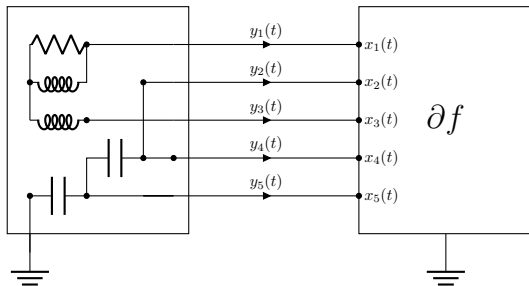 y₁(t) x₁(t)
y₂(t) x₂(t)
y₃(t) x₃(t)
∂f
y₄(t) x₄(t)
y₅(t) x₅(t)